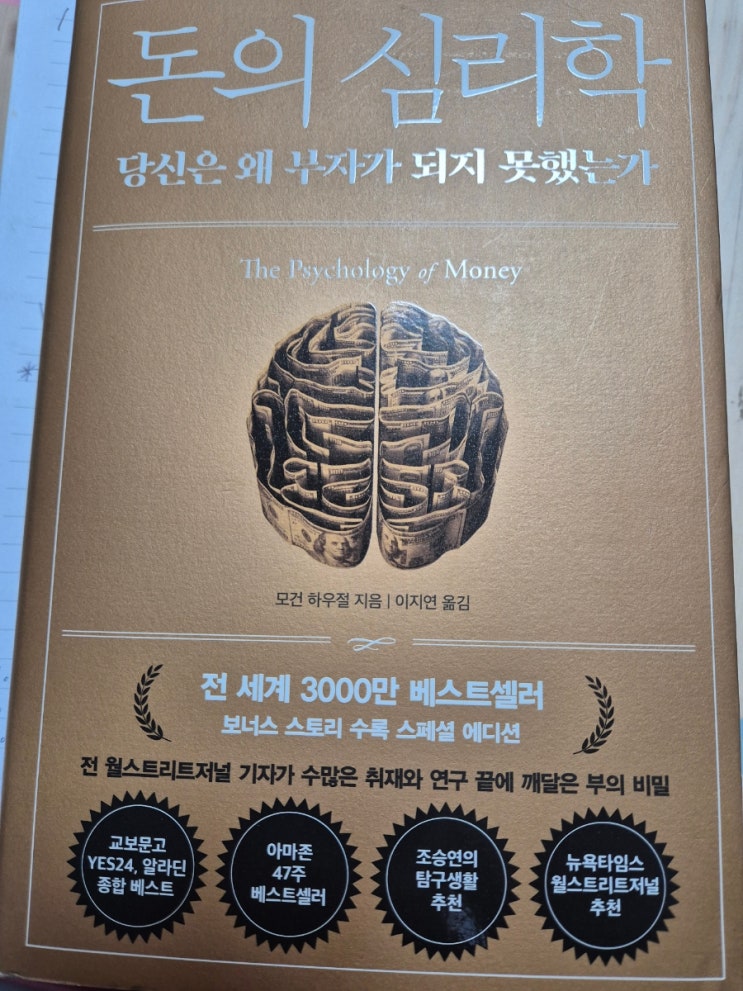 돈의 심리학
당신은 왜 부자가 되지 못했는가
The Psychology of Money
모건 하우절 지음 | 이지연 옮김
전 세계 3000만 베스트셀러
보너스 스토리 수록 스페셜 에디션
전 월스트리트저널 기자가 수많은 취재와 연구 끝에 깨달은 부의 비밀
교보문고
YES24, 알라딘
종합 베스트
아마존
47주
베스트셀러
조승연의
탐구생활
추천
뉴욕타임스
월스트리트저널
추천